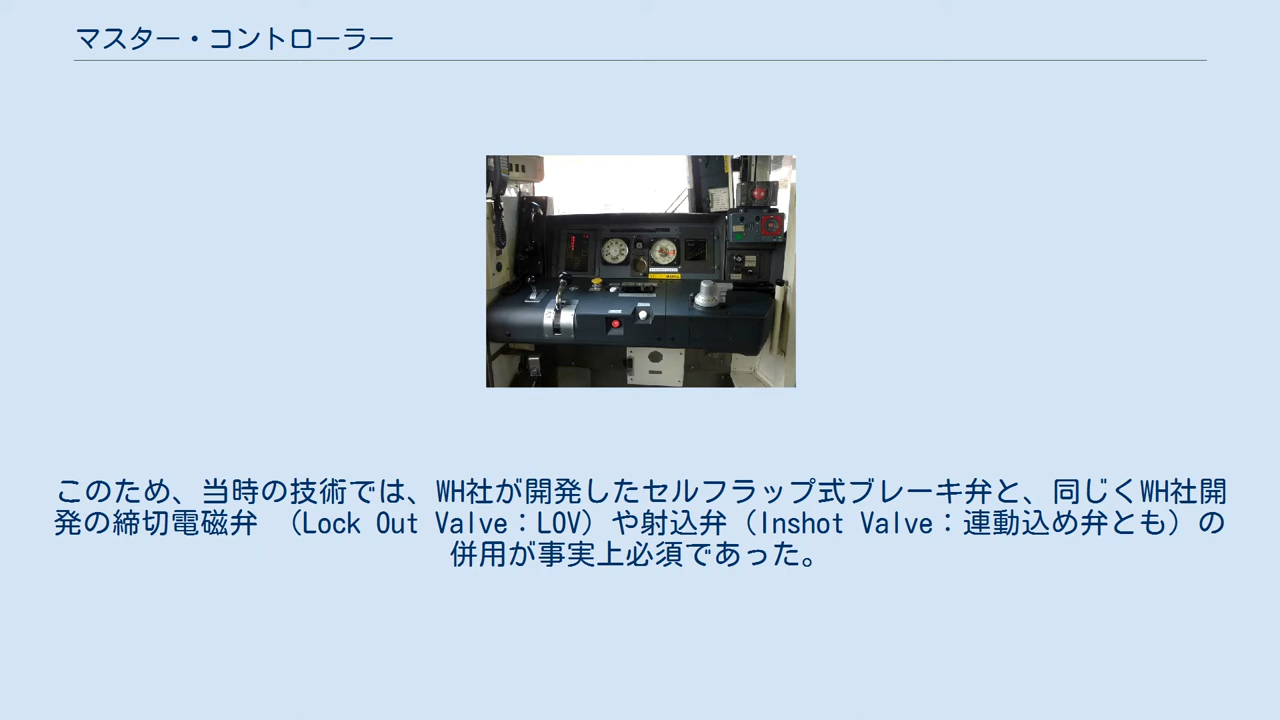 マスター・コントローラー
このため、当時の技術では、WH社が開発したセルフラップ式ブレーキ弁と、同じくWH社開
発の締切電磁弁 （Lock Out Valve：LOV）や射込弁（Inshot Valve：連動込め弁とも）の
併用が事実上必須であった。